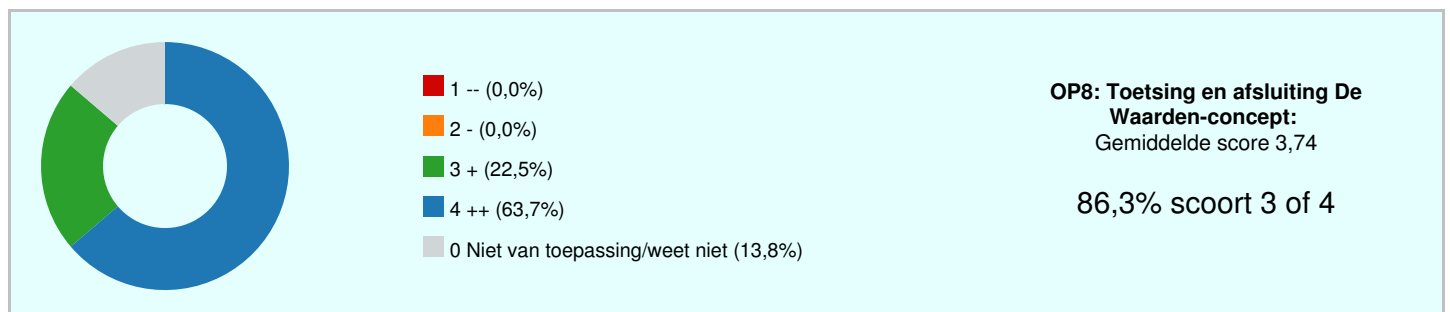 1 -- (0,0%)
2 - (0,0%)
3 + (22,5%)
4 ++ (63,7%)
0 Niet van toepassing/weet niet (13,8%)
OP8: Toetsing en afsluiting De
Waarden-concept:
Gemiddelde score 3,74
86,3% scoort 3 of 4